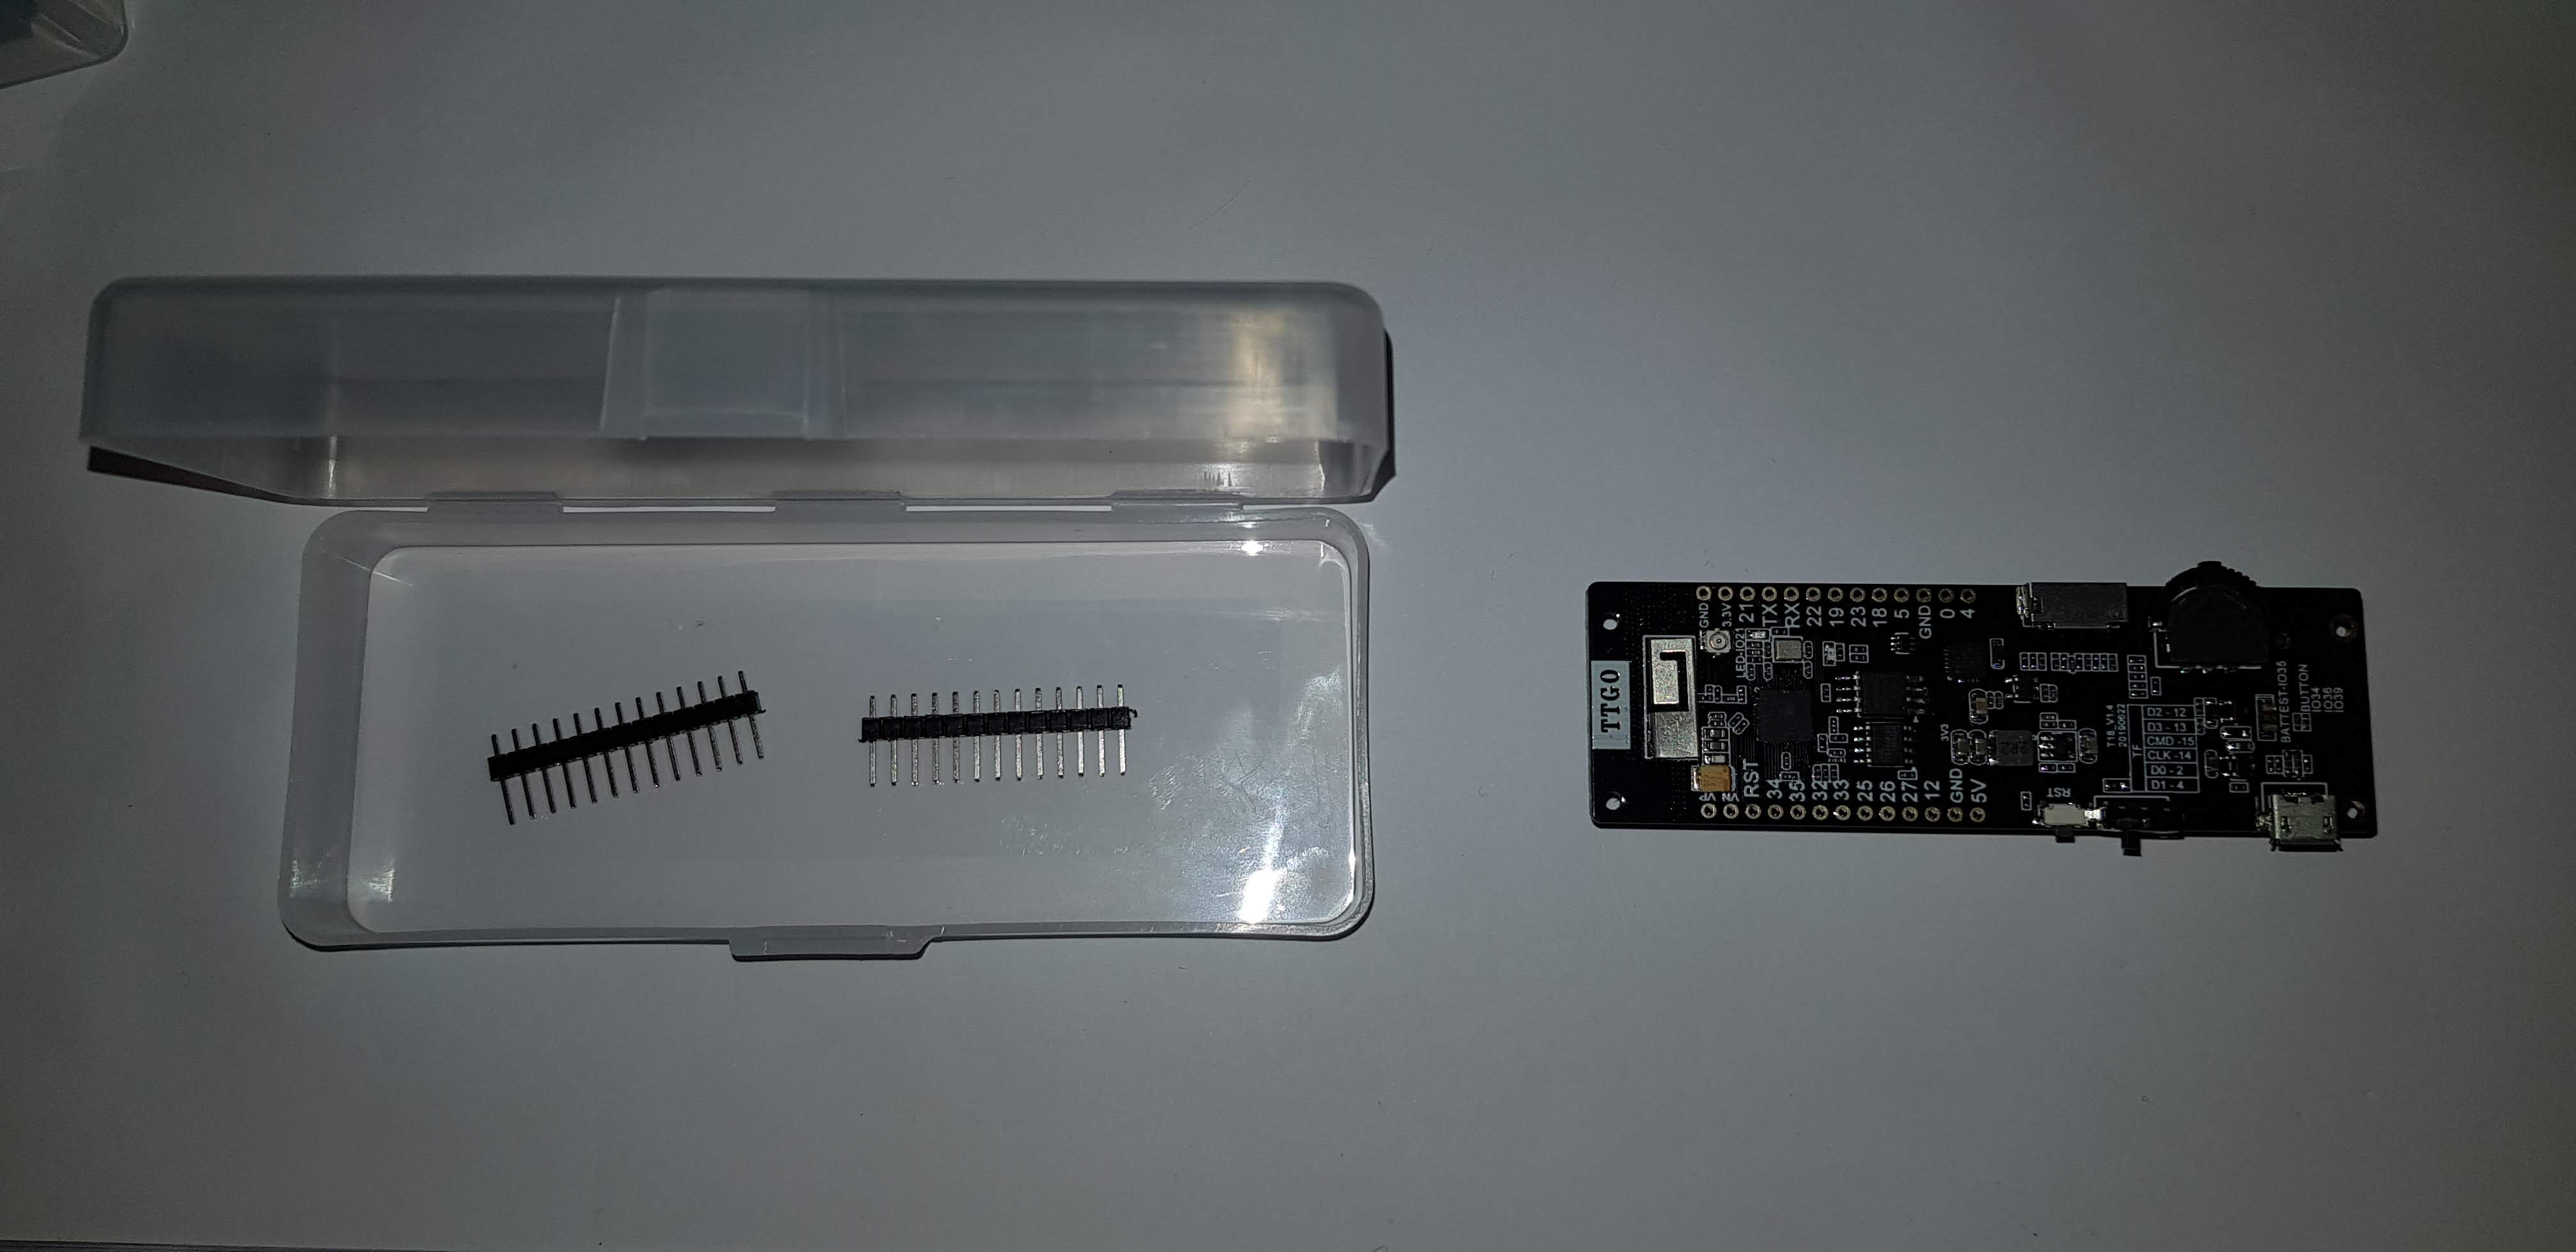 TTGO
VP
VN
RST
34
35
32
33
25
26
27
12
GND
5V
GND
3.3V
LED-IO21
21
TX
RX
22
19
23
18
5
GND
0
4
3V3
2R2
RST
T18_V1.4
20190622
TF
D2 - 12
D3 - 13
CMD - 15
CLK - 14
D0 - 2
D1 - 4
BATTEST-IO35
BUTTON
IO34
IO36
IO39